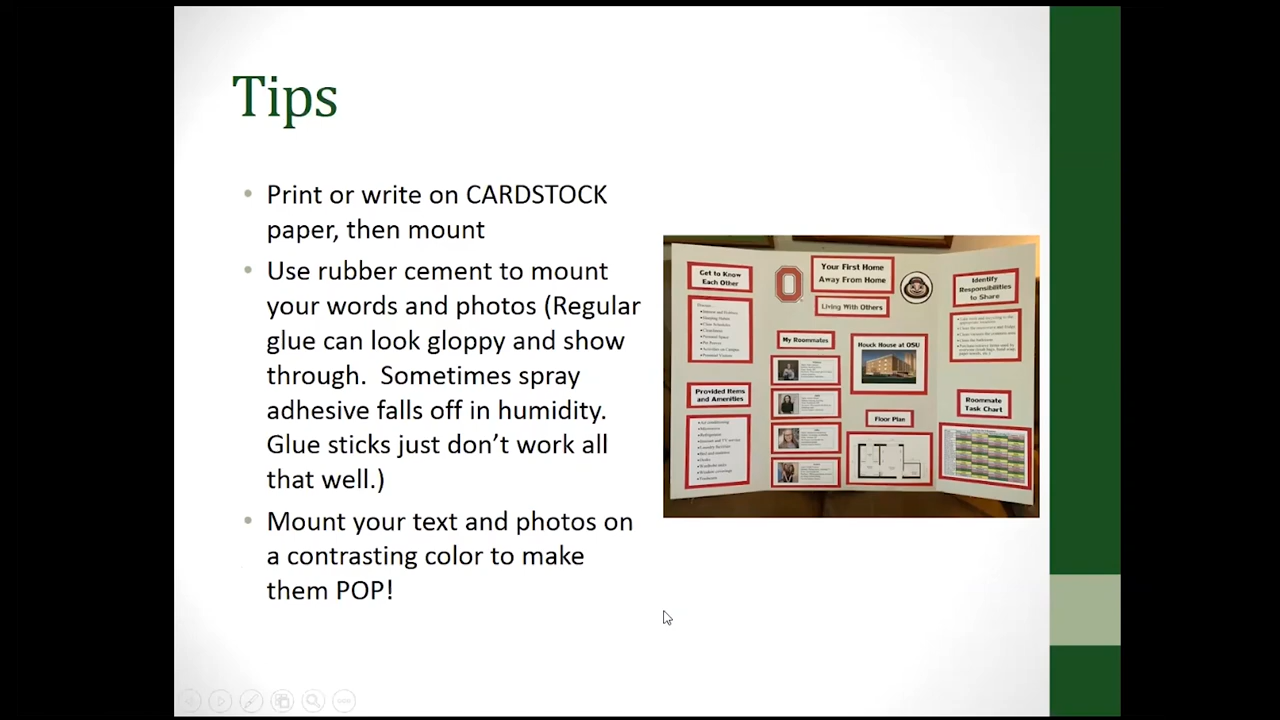 Tips
• Print or write on CARDSTOCK
paper, then mount
• Use rubber cement to mount
your words and photos (Regular
glue can look gloppy and show
through.  Sometimes spray
adhesive falls off in humidity.
Glue sticks just don’t work all
that well.)
• Mount your text and photos on
a contrasting color to make
them POP!
Get to Know
Each Other
Provided Items
and Amenities
O
Your First Home
Away From Home
Living With Others
My Roommates
Houck House at OSU
Floor Plan
Identify
Responsibilities
to Share
Roommate
Task Chart